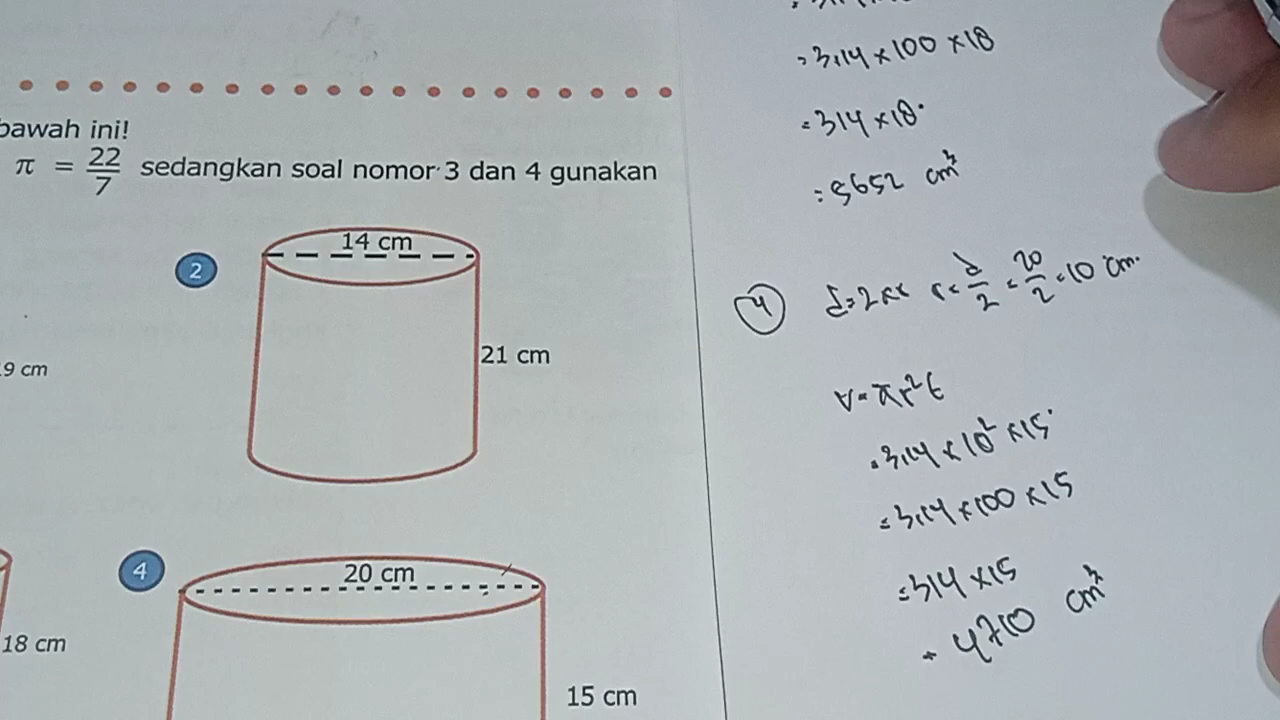 bawah ini!
π = 22/7 sedangkan soal nomor 3 dan 4 gunakan
2
14 cm
21 cm
9 cm
4
20 cm
18 cm
15 cm
= 3,14 × 100 × 18
= 314 × 18
= 5652 cm³
4 d = 2 × r r = d/2 = 20/2 = 10 cm.
V = πr²t
= 3,14 × 10² × 15
= 3,14 × 100 × 15
= 314 × 15
= 4710 cm³